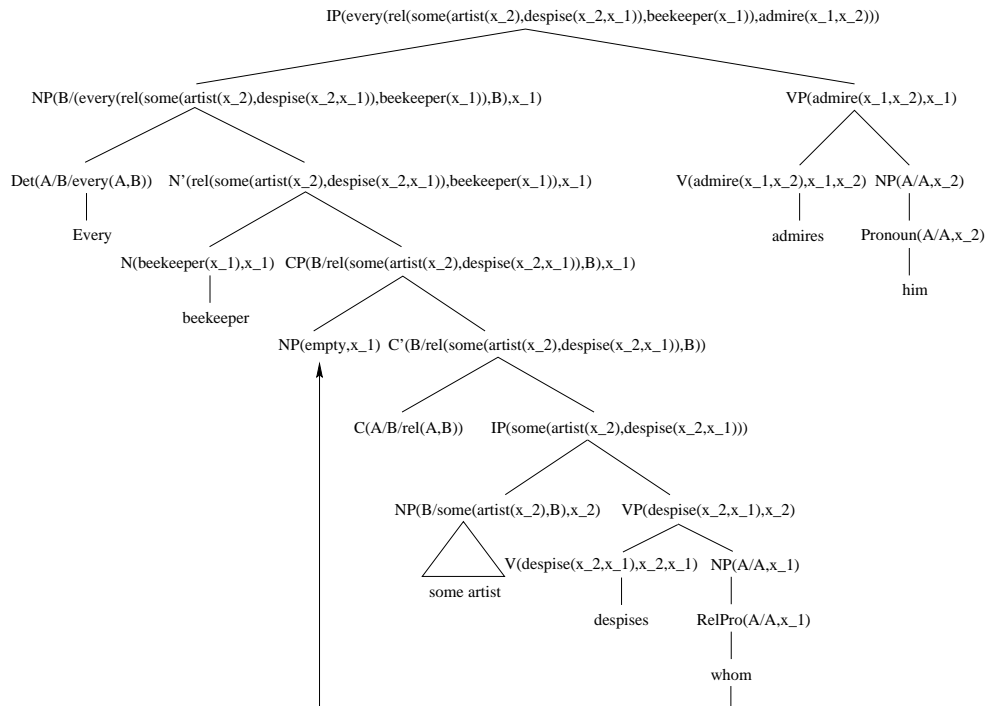 IP(every(rel(some(artist(x_2),despise(x_2,x_1)),beekeeper(x_1)),admire(x_1,x_2)))
NP(B/(every(rel(some(artist(x_2),despise(x_2,x_1)),beekeeper(x_1)),B),x_1) VP(admire(x_1,x_2),x_1)
Det(A/B/every(A,B)) N’(rel(some(artist(x_2),despise(x_2,x_1)),beekeeper(x_1)),x_1) V(admire(x_1,x_2),x_1,x_2) NP(A/A,x_2)
Every admires Pronoun(A/A,x_2)
N(beekeeper(x_1),x_1) CP(B/rel(some(artist(x_2),despise(x_2,x_1)),B),x_1)
him
beekeeper
NP(empty,x_1) C’(B/rel(some(artist(x_2),despise(x_2,x_1)),B))
C(A/B/rel(A,B)) IP(some(artist(x_2),despise(x_2,x_1)))
NP(B/some(artist(x_2),B),x_2) VP(despise(x_2,x_1),x_2)
V(despise(x_2,x_1),x_2,x_1) NP(A/A,x_1)
some artist
despises RelPro(A/A,x_1)
whom